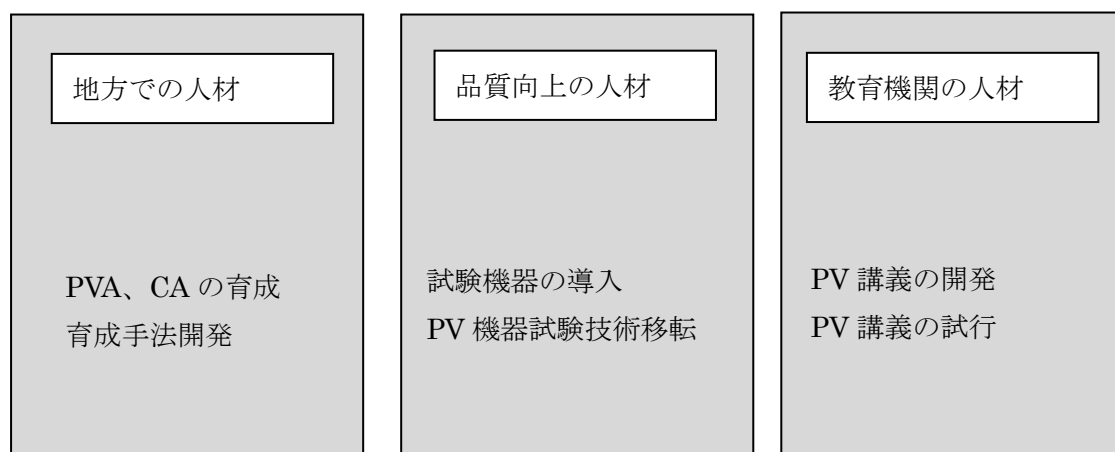 地方での人材
PVA、CA の育成
育成手法開発
品質向上の人材
試験機器の導入
PV 機器試験技術移転
教育機関の人材
PV 講義の開発
PV 講義の試行